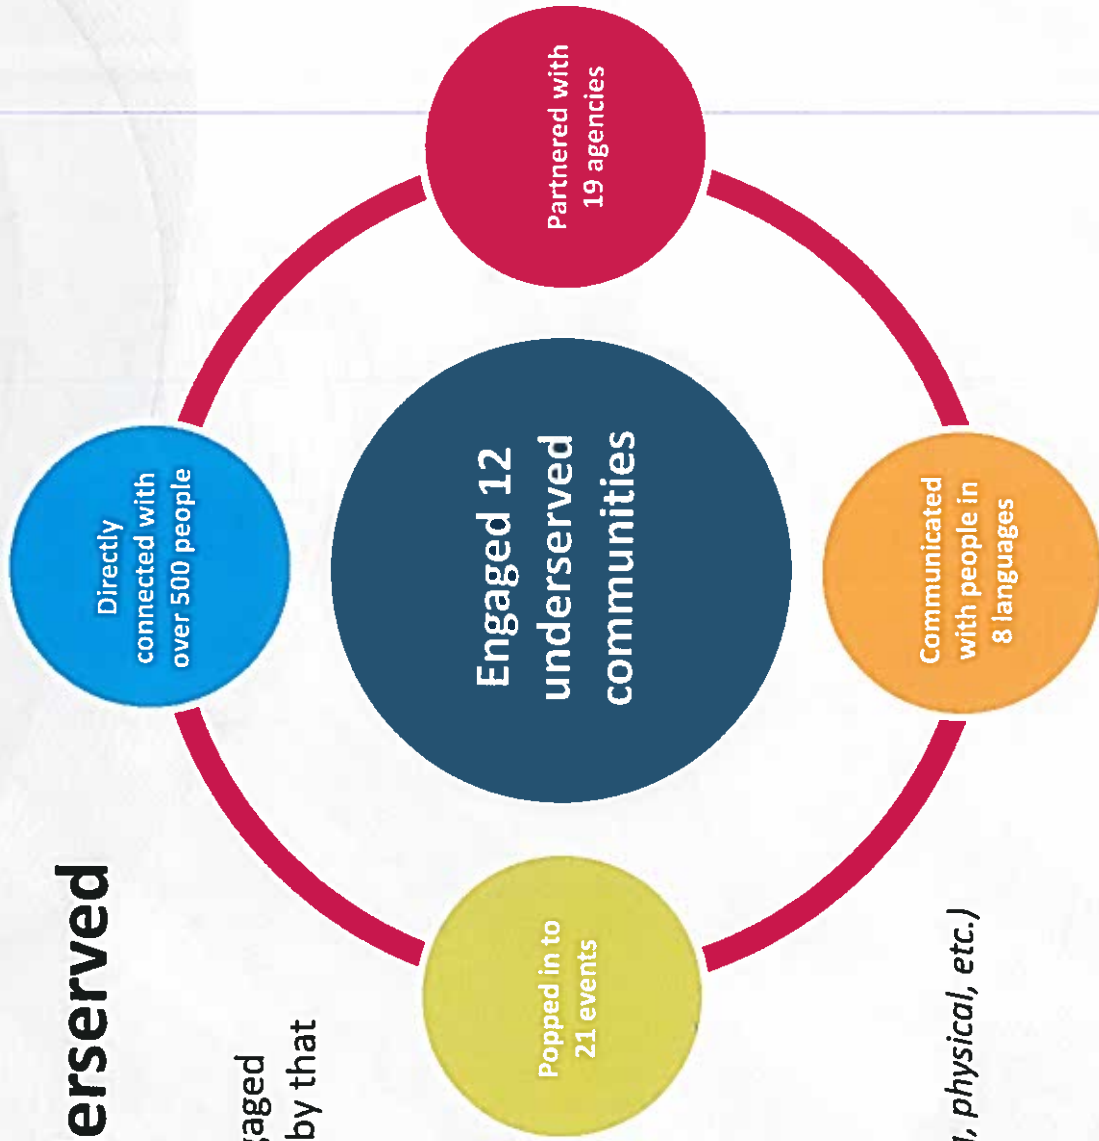 erserved
gaged
by that
, physical, etc.)
Directly
connected with
over 500 people
Popped in to
21 events
Engaged 12
underserved
communities
Partnered with
19 agencies
Communicated
with people in
8 languages